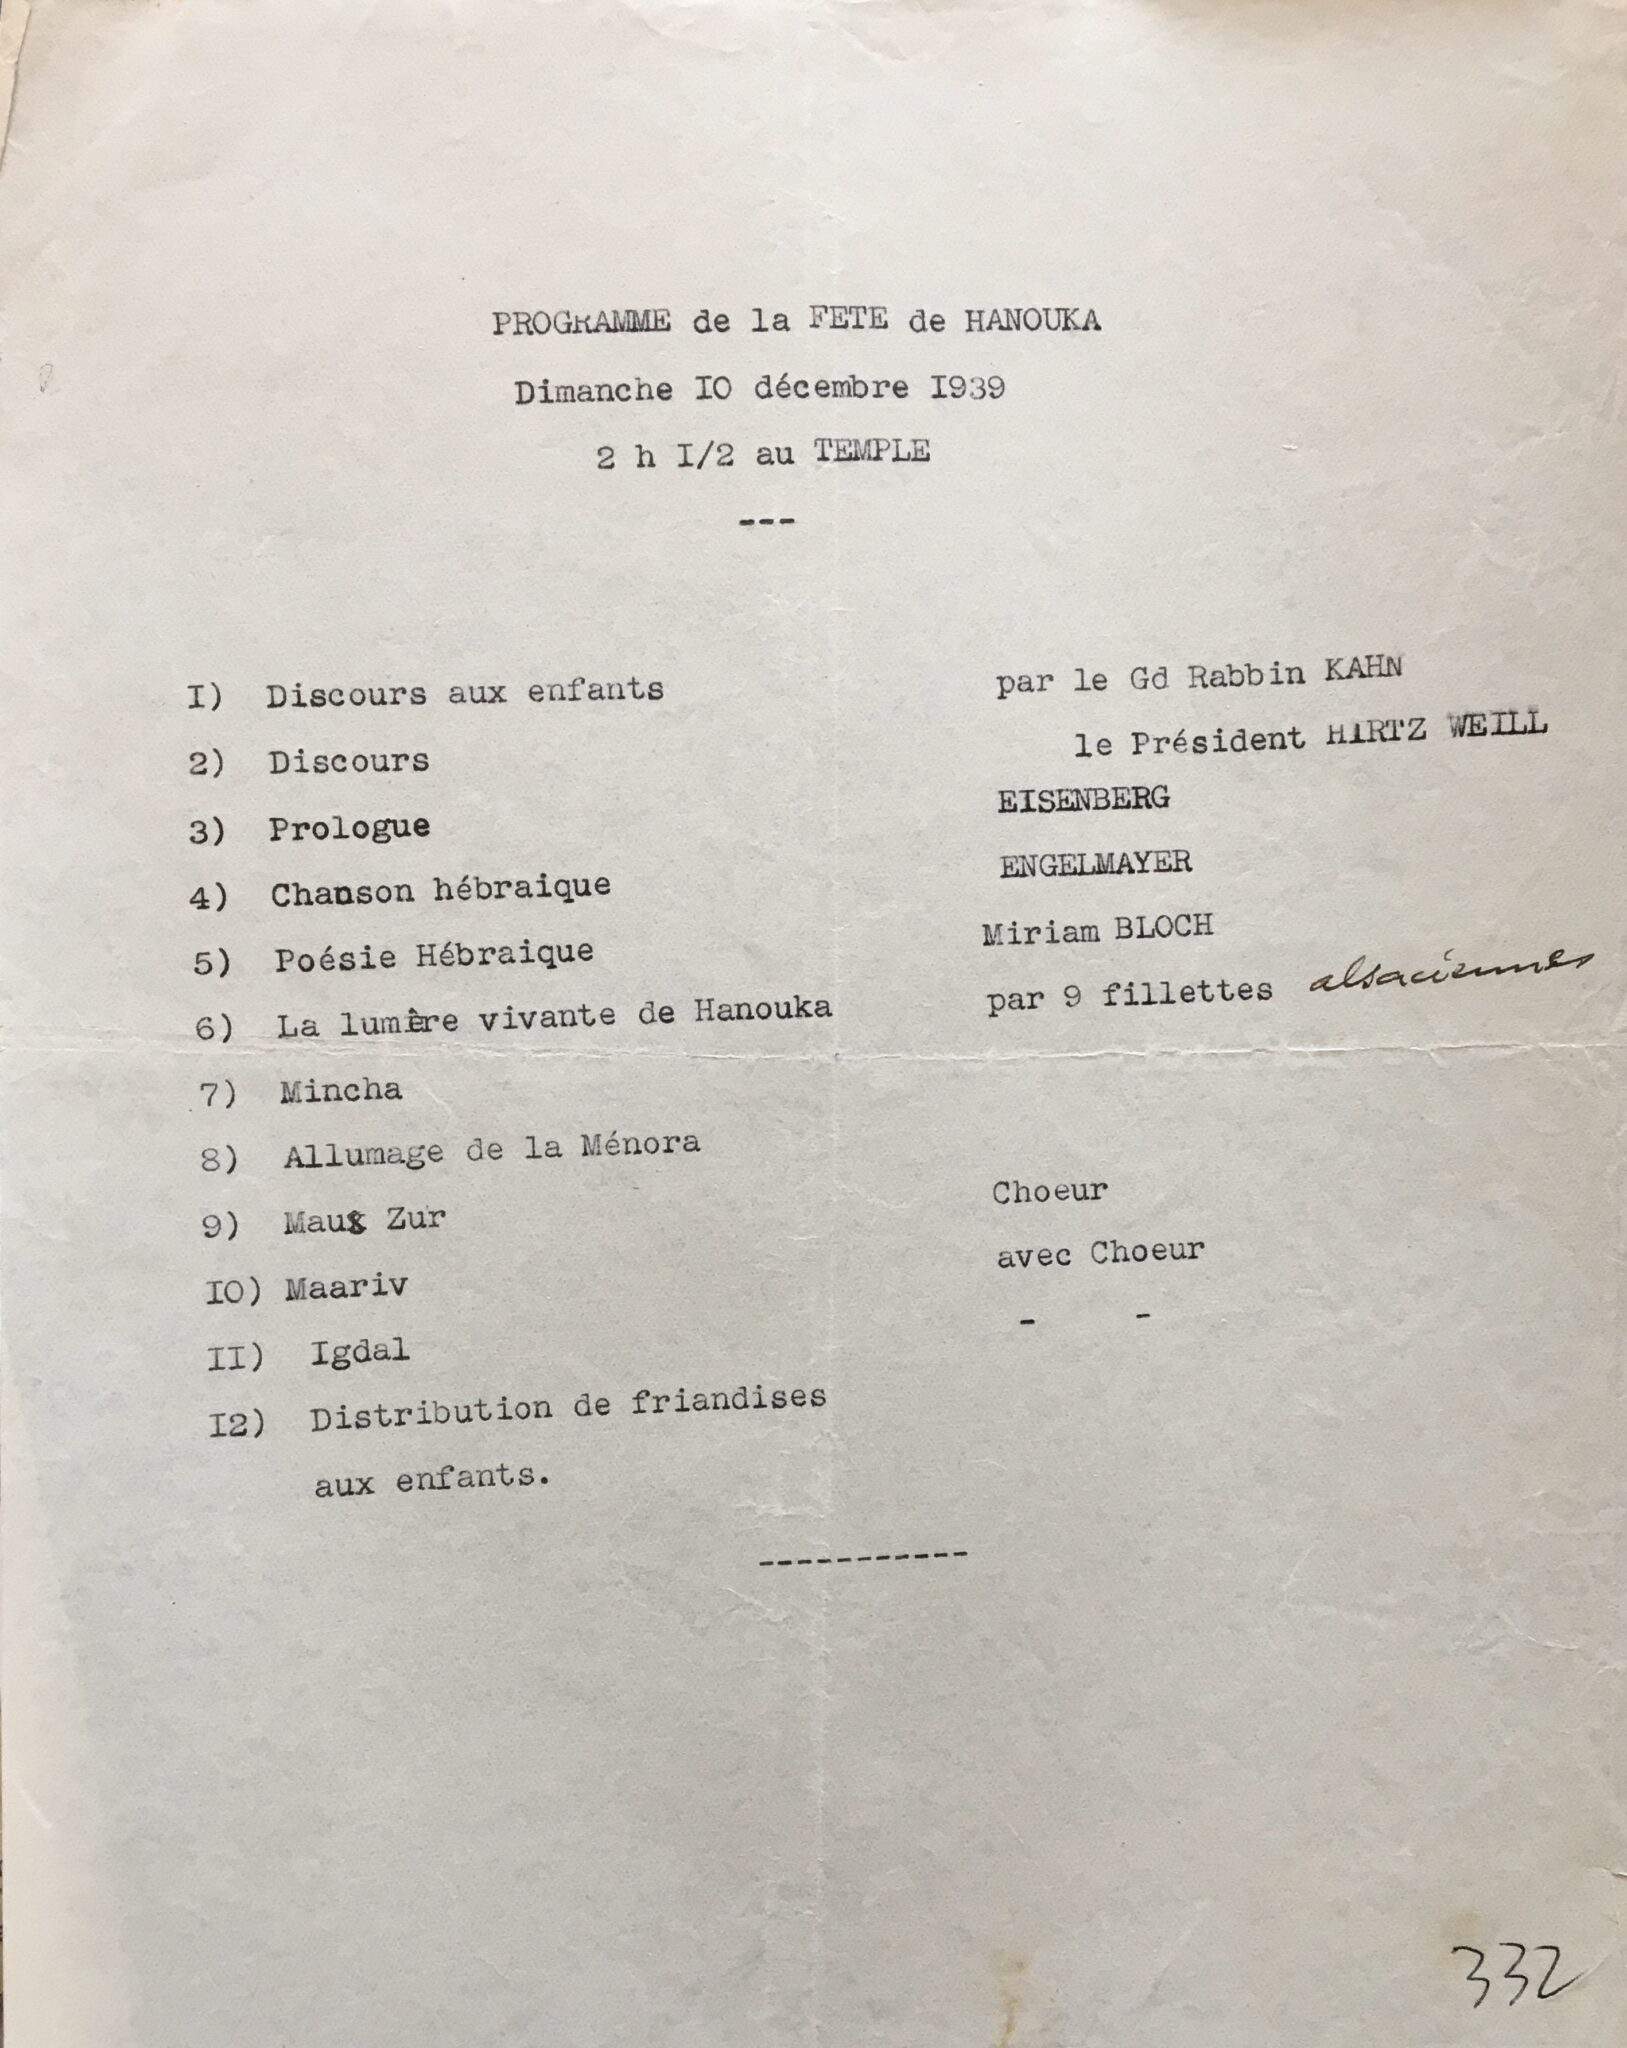 PROGRAMME de la FETE de HANOUKA
Dimanche IO décembre I939
2 h I/2 au TEMPLE
---
I) Discours aux enfants par le Gd Rabbin KAHN
2) Discours le Président HIRTZ WEILL
3) Prologue EISENBERG
4) Chanson hébraique ENGELMAYER
5) Poésie Hébraique Miriam BLOCH
6) La lumère vivante de Hanouka par 9 fillettes alsaciennes
7) Mincha
8) Allumage de la Ménora
9) Maus Zur Choeur
IO) Maariv avec Choeur
II) Igdal - -
I2) Distribution de friandises
aux enfants.
-----------
332